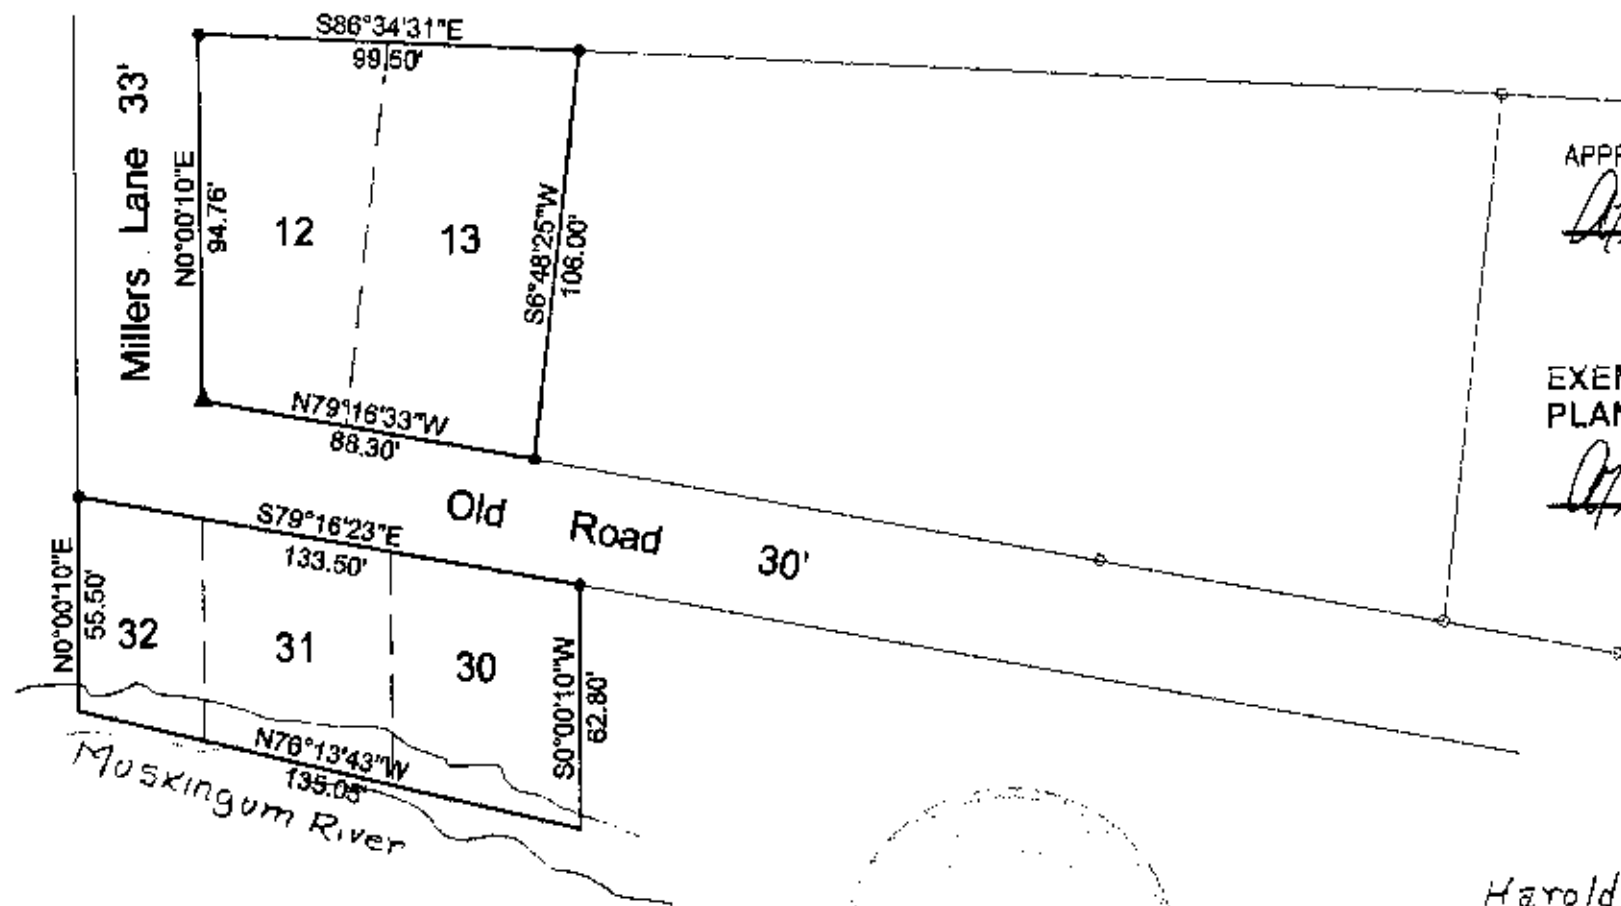 S86°34'31"E
99.50'
Millers Lane 33'
N0°00'10"E
94.76'
12
13
S6°48'25"W
106.00'
N79°16'33"W
88.30'
Old Road 30'
S79°16'23"E
133.50'
N0°00'10"E
55.50'
32
31
30
S0°00'10"W
62.80'
N76°13'43"W
135.05'
Muskingum River
APPR
EXEM
PLAN
Harold